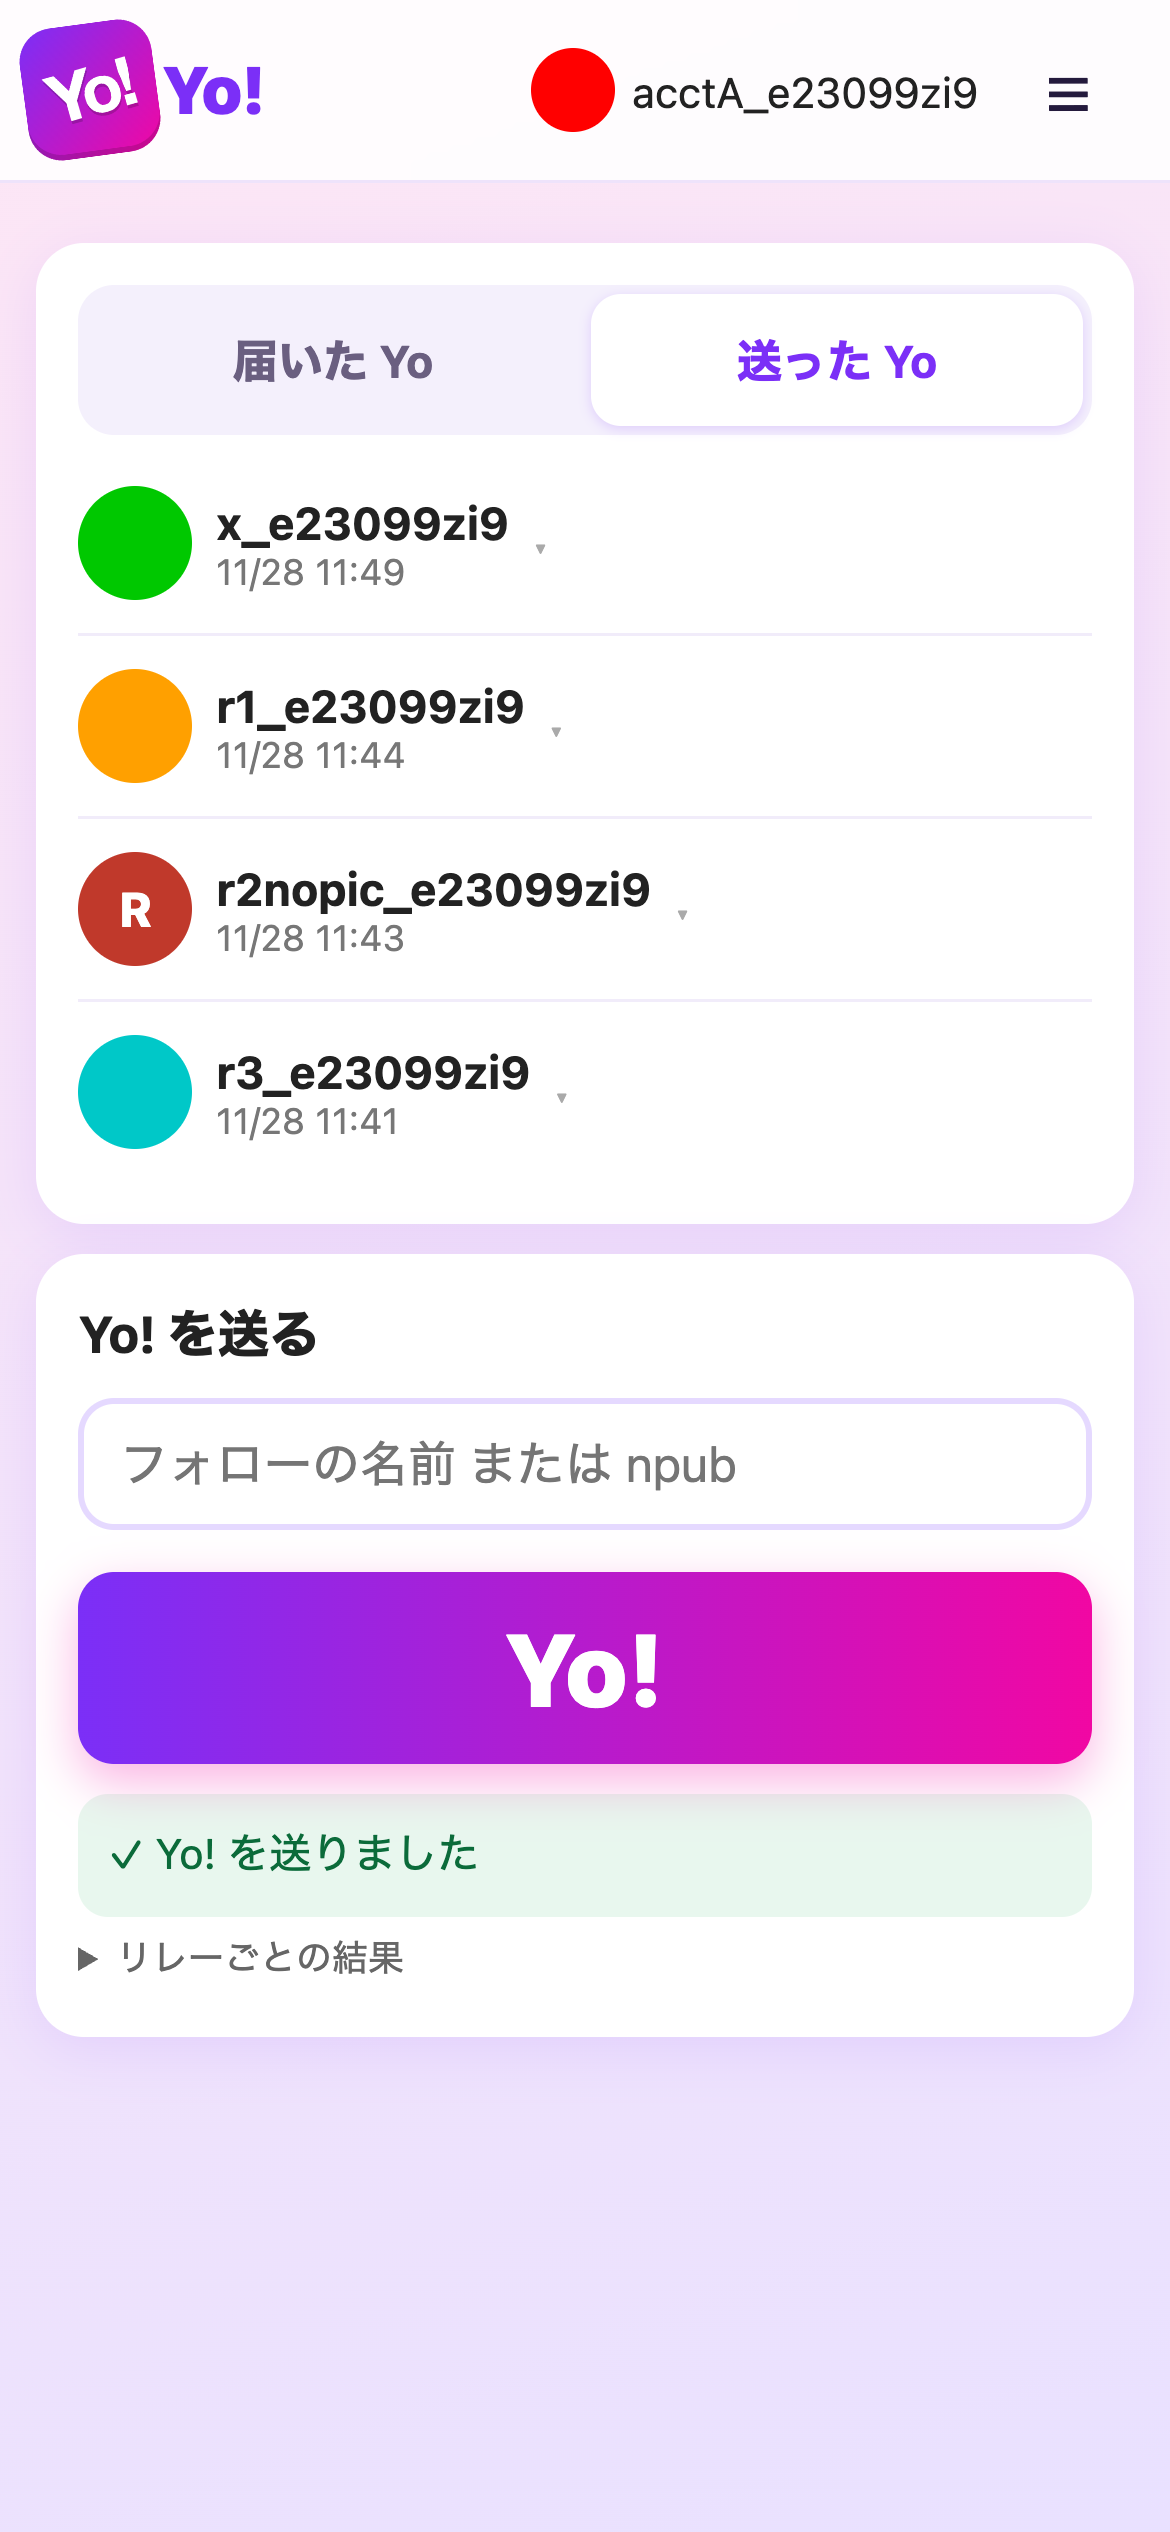 Yo! Yo!
acctA_e23099zi9
届いた Yo
送った Yo
x_e23099zi9
11/28 11:49
r1_e23099zi9
11/28 11:44
R
r2nopic_e23099zi9
11/28 11:43
r3_e23099zi9
11/28 11:41
Yo! を送る
フォローの名前 または npub
Yo!
✓ Yo! を送りました
▶ リレーごとの結果